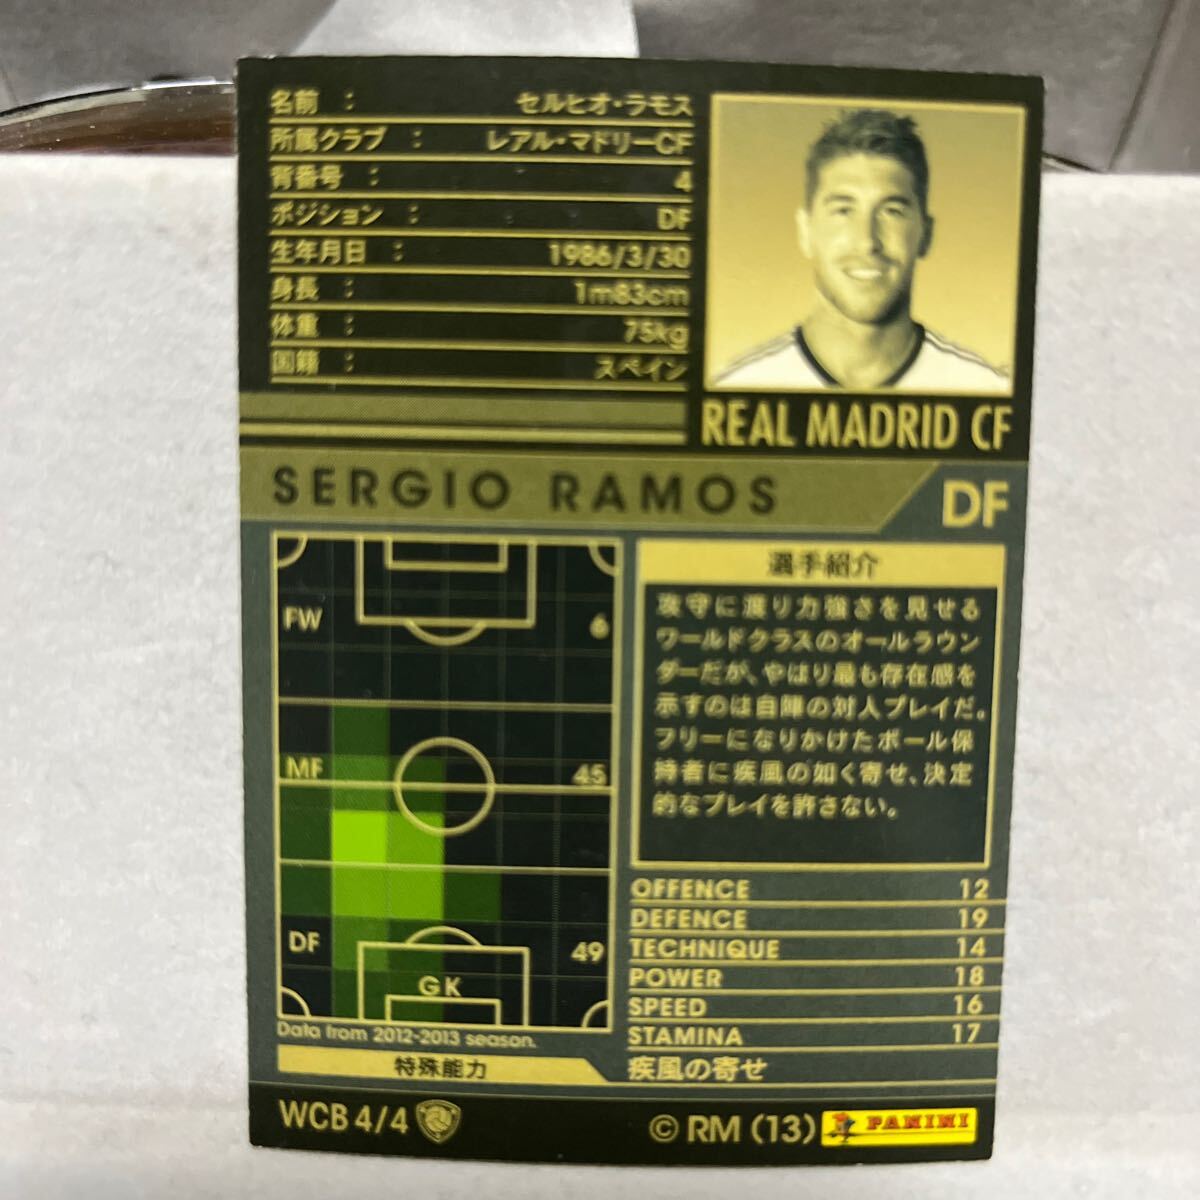 名前 : セルヒオ・ラモス
所属クラブ : レアル・マドリーCF
背番号 : 4
ポジション : DF
生年月日 : 1986/3/30
身長 : 1m83cm
体重 : 75kg
国籍 : スペイン
REAL MADRID CF
SERGIO RAMOS DF
FW 6
MF 45
DF 49
GK
Data from 2012-2013 season.
選手紹介
攻守に渡り力強さを見せる
ワールドクラスのオールラウン
ダーだが、やはり最も存在感を
示すのは自陣の対人プレイだ。
フリーになりかけたボール保
持者に疾風の如く寄せ、決定
的なプレイを許さない。
OFFENCE 12
DEFENCE 19
TECHNIQUE 14
POWER 18
SPEED 16
STAMINA 17
特殊能力 疾風の寄せ
WCB 4/4 © RM (13) PANINI